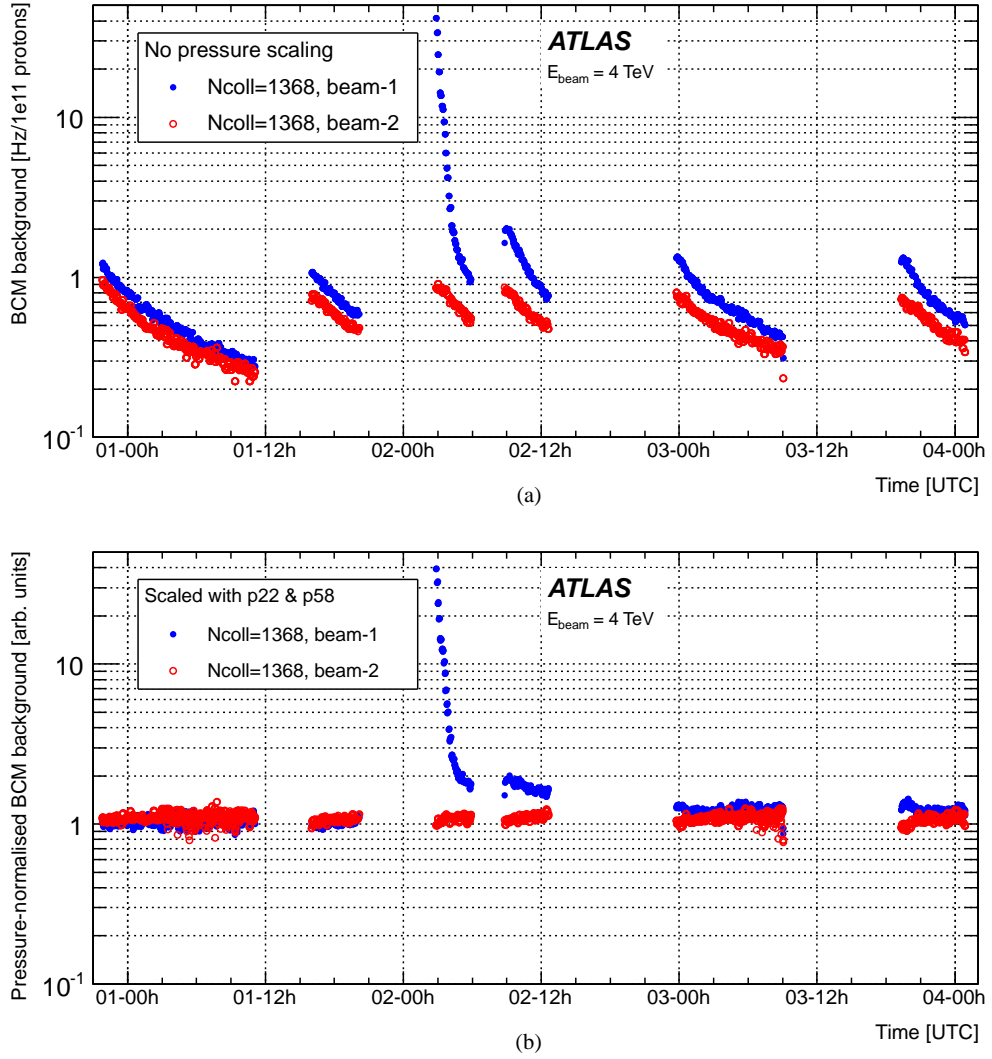 BCM background [Hz/1e11 protons]
No pressure scaling
Ncoll=1368, beam-1
Ncoll=1368, beam-2
ATLAS
E_beam = 4 TeV
10
1
10^-1
01-00h 01-12h 02-00h 02-12h 03-00h 03-12h 04-00h
Time [UTC]
(a)
Pressure-normalised BCM background [arb. units]
Scaled with p22 & p58
Ncoll=1368, beam-1
Ncoll=1368, beam-2
ATLAS
E_beam = 4 TeV
10
1
10^-1
01-00h 01-12h 02-00h 02-12h 03-00h 03-12h 04-00h
Time [UTC]
(b)